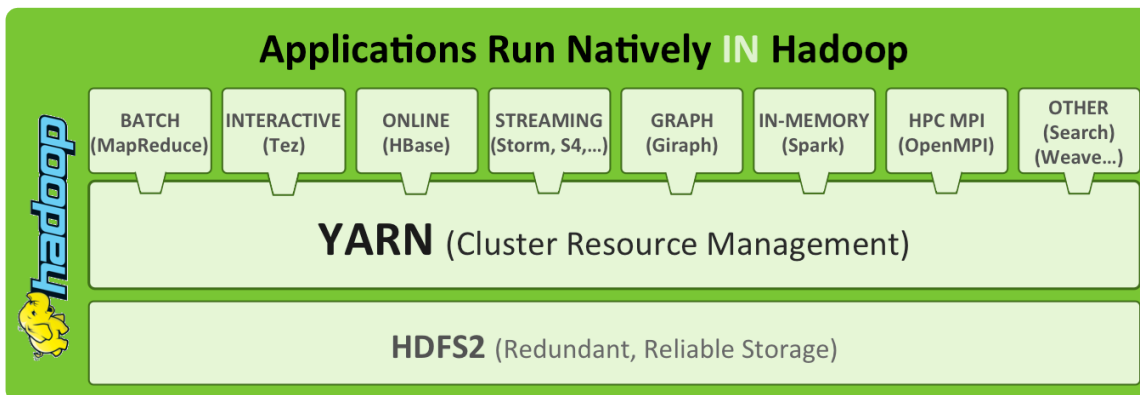 Applications Run Natively IN Hadoop
hadoop
BATCH
(MapReduce)
INTERACTIVE
(Tez)
ONLINE
(HBase)
STREAMING
(Storm, S4,...)
GRAPH
(Giraph)
IN-MEMORY
(Spark)
HPC MPI
(OpenMPI)
OTHER
(Search)
(Weave...)
YARN (Cluster Resource Management)
HDFS2 (Redundant, Reliable Storage)